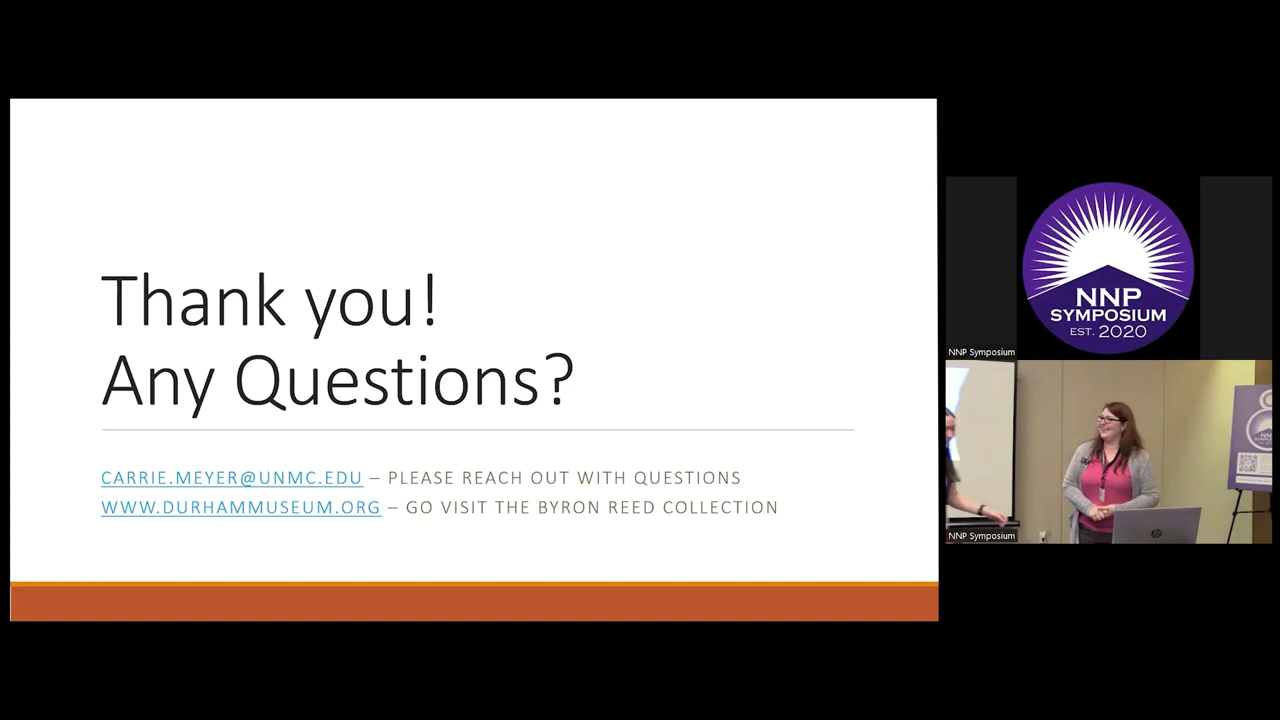 Thank you!
Any Questions?
CARRIE.MEYER@UNMC.EDU – PLEASE REACH OUT WITH QUESTIONS
WWW.DURHAMMUSEUM.ORG – GO VISIT THE BYRON REED COLLECTION
NNP
SYMPOSIUM
EST. 2020
NNP Symposium
NNP Symposium
hp